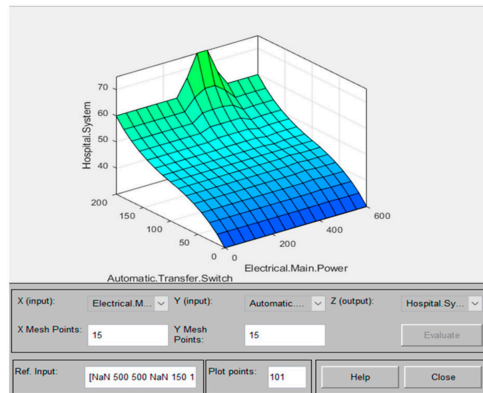 70
60
50
40
Hospital.System
200
150
100
50
0
0
200
400
600
Automatic.Transfer.Switch
Electrical.Main.Power
X (input): Electrical.M... Y (input): Automatic.... Z (output): Hospital.Sy...
X Mesh Points: 15 Y Mesh Points: 15 Evaluate
Ref. Input: [NaN 500 500 NaN 150 1 Plot points: 101 Help Close